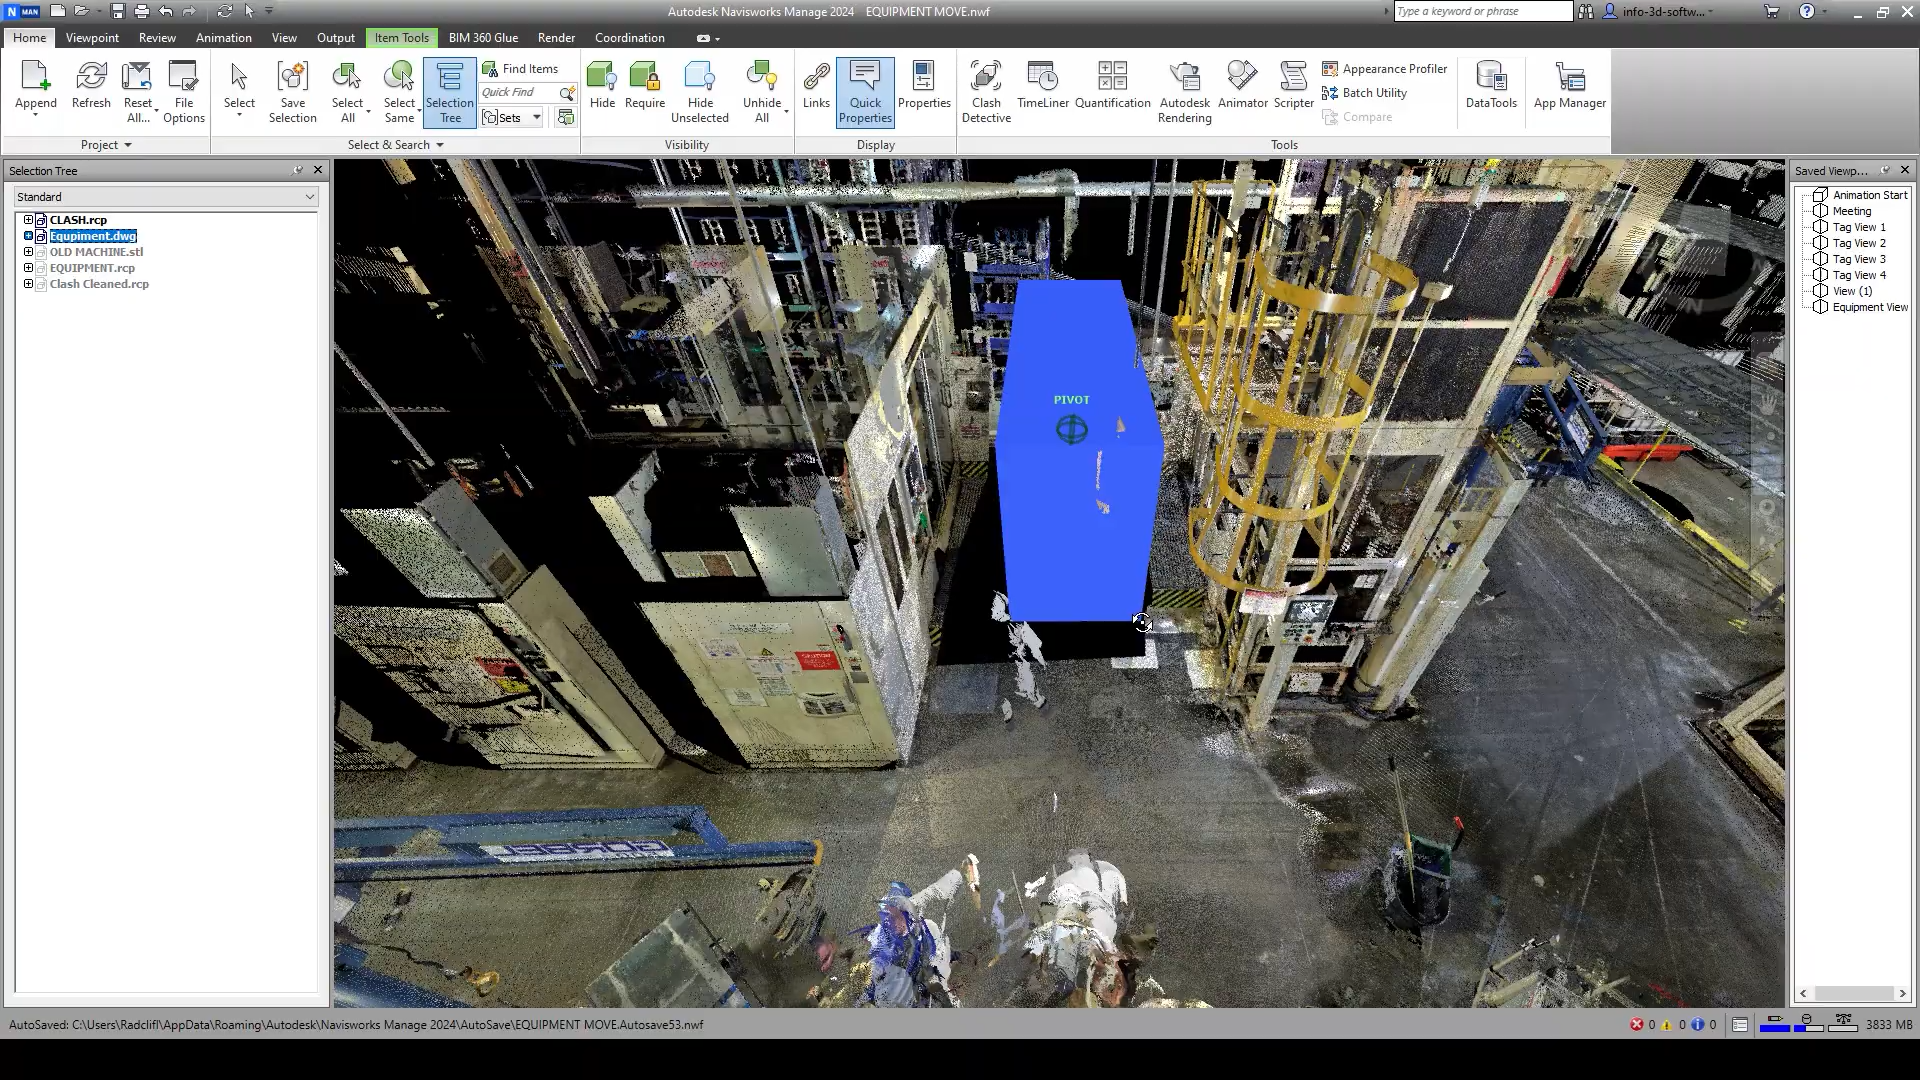 N MAN
Autodesk Navisworks Manage 2024 EQUIPMENT MOVE.nwf
Type a keyword or phrase
info-3d-softw...
Home Viewpoint Review Animation View Output Item Tools BIM 360 Glue Render Coordination
Append
Refresh
Reset All...
File Options
Project
Select
Save Selection
Select All
Select Same
Selection Tree
Find Items
Quick Find
Sets
Select & Search
Hide
Require
Hide Unselected
Unhide All
Visibility
Links
Quick Properties
Properties
Display
Clash Detective
TimeLiner
Quantification
Autodesk Rendering
Animator
Scripter
Appearance Profiler
Batch Utility
Compare
DataTools
App Manager
Tools
Selection Tree
Standard
CLASH.rcp
Equpiment.dwg
OLD MACHINE.stl
EQUIPMENT.rcp
Clash Cleaned.rcp
PIVOT
Saved Viewp...
Animation Start
Meeting
Tag View 1
Tag View 2
Tag View 3
Tag View 4
View (1)
Equipment View
AutoSaved: C:\Users\Radclifl\AppData\Roaming\Autodesk\Navisworks Manage 2024\AutoSave\EQUIPMENT MOVE.Autosave53.nwf
0 0 0
3833 MB